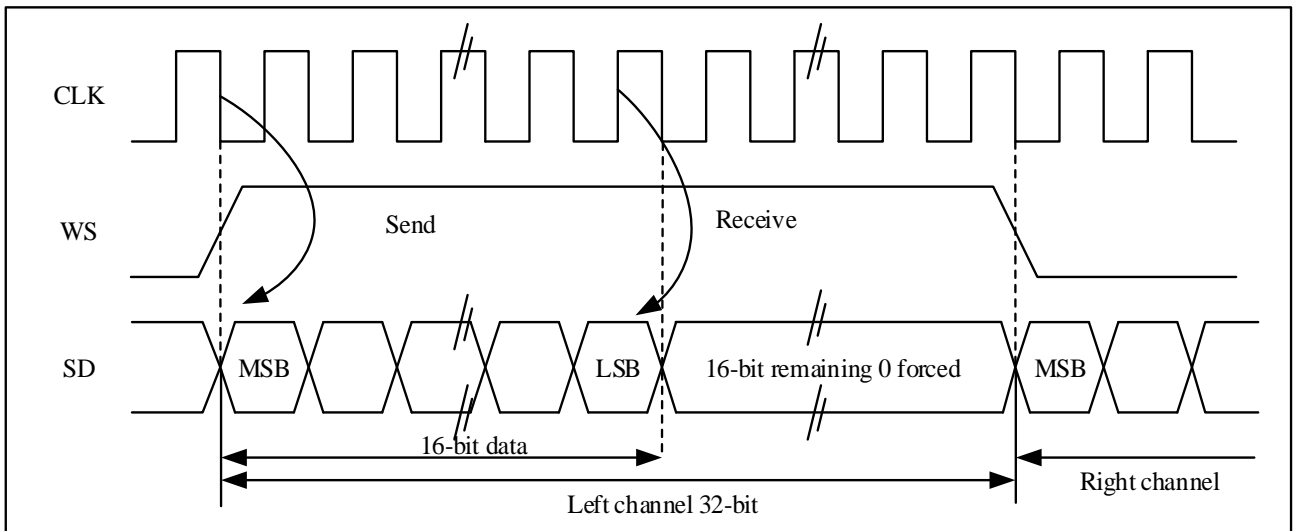 CLK
WS
Send
Receive
SD
MSB
LSB
16-bit remaining 0 forced
MSB
16-bit data
Left channel 32-bit
Right channel